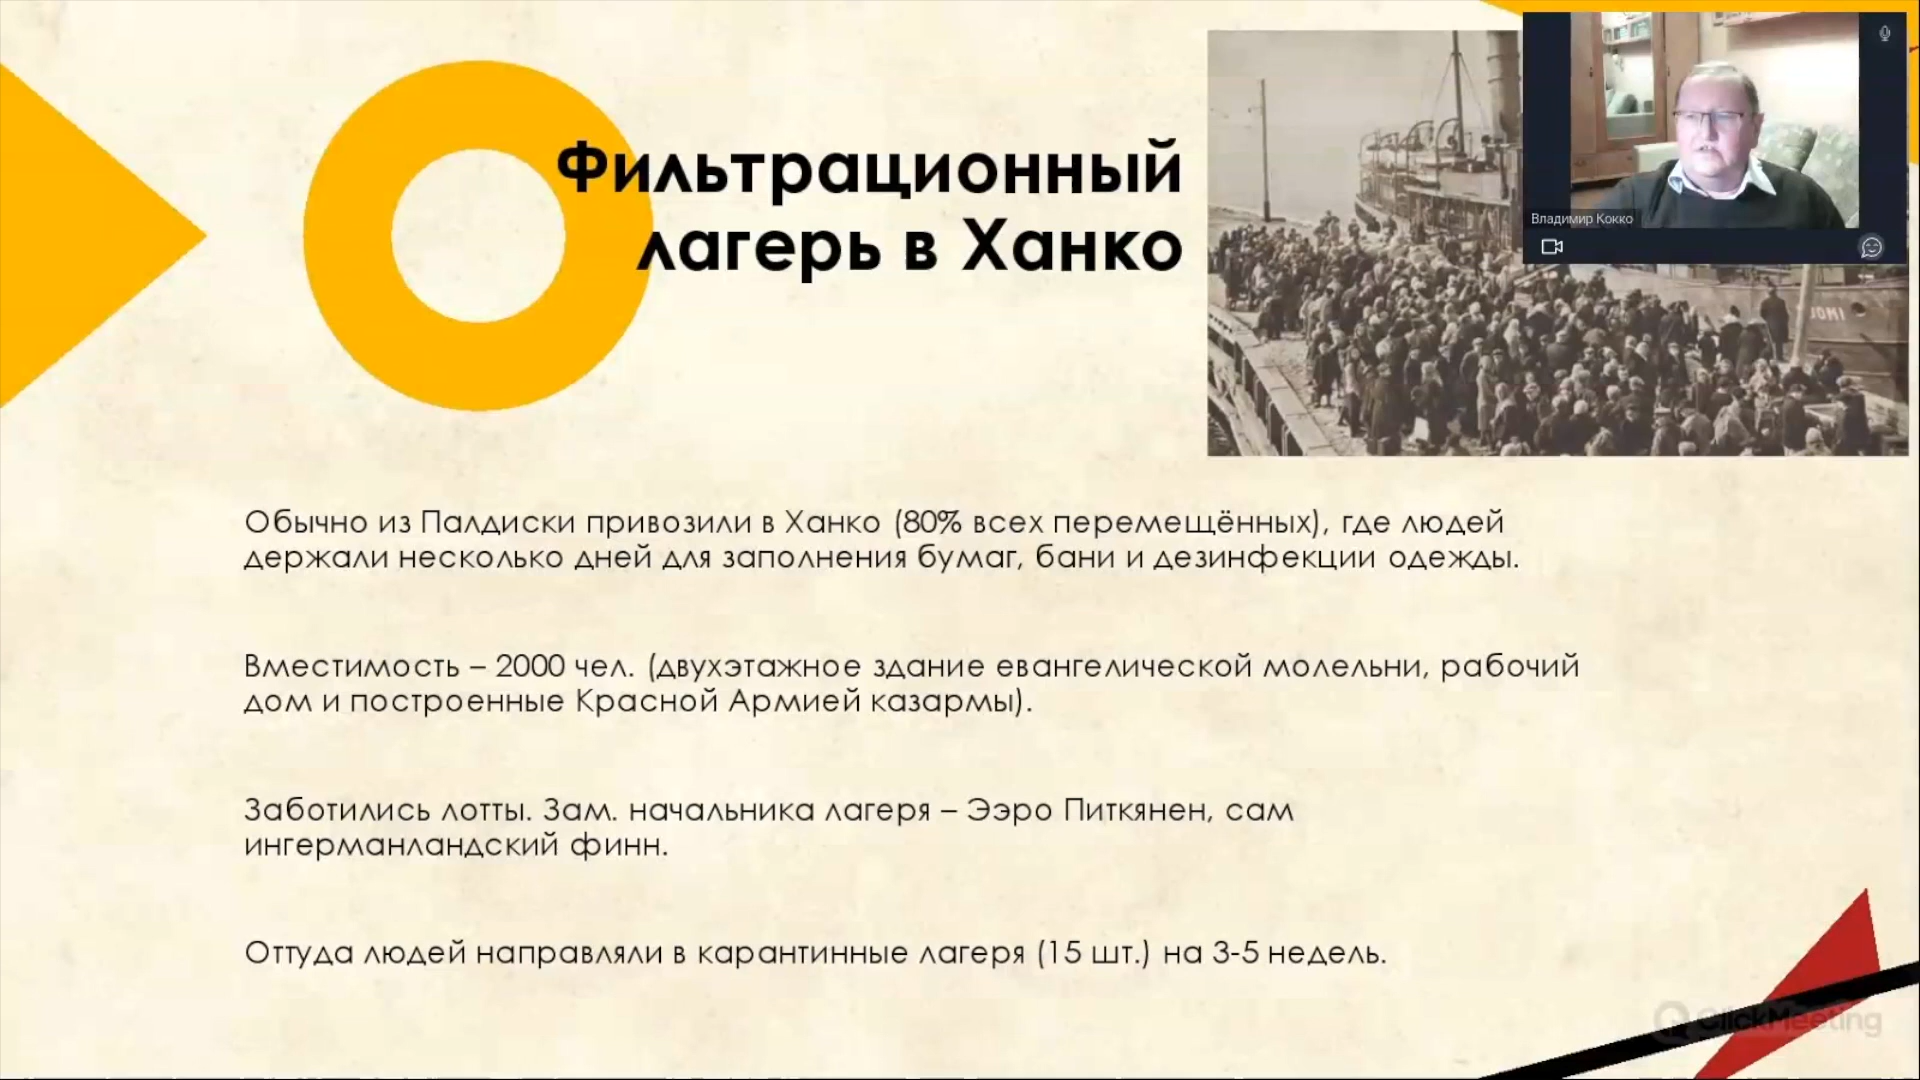 Фильтрационный
лагерь в Ханко
Владимир Кокко
Обычно из Палдиски привозили в Ханко (80% всех перемещённых), где людей
держали несколько дней для заполнения бумаг, бани и дезинфекции одежды.
Вместимость – 2000 чел. (двухэтажное здание евангелической молельни, рабочий
дом и построенные Красной Армией казармы).
Заботились лотты. Зам. начальника лагеря – Ээро Питкянен, сам
ингерманландский финн.
Оттуда людей направляли в карантинные лагеря (15 шт.) на 3-5 недель.
ClickMeeting